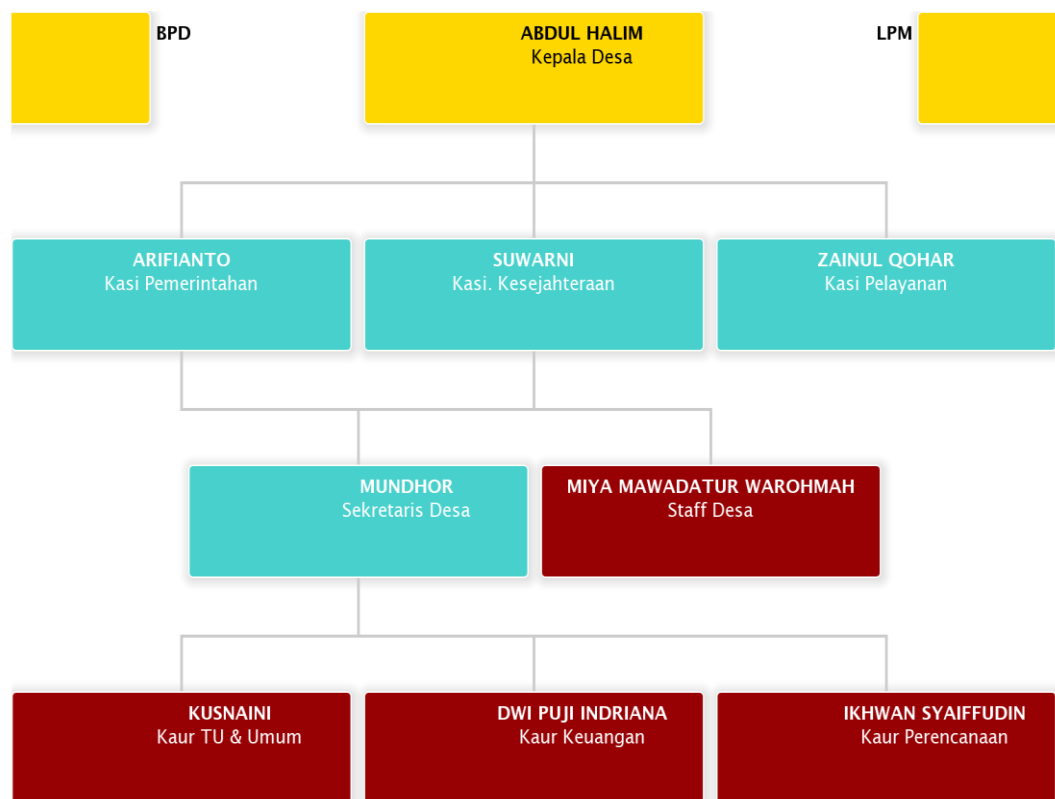 BPD
ABDUL HALIM
Kepala Desa
LPM
ARIFIANTO
Kasi Pemerintahan
SUWARNI
Kasi. Kesejahteraan
ZAINUL QOHAR
Kasi Pelayanan
MUNDHOR
Sekretaris Desa
MIYA MAWADATUR WAROHMAH
Staff Desa
KUSNAINI
Kaur TU & Umum
DWI PUJI INDRIANA
Kaur Keuangan
IKHWAN SYAIFFUDIN
Kaur Perencanaan